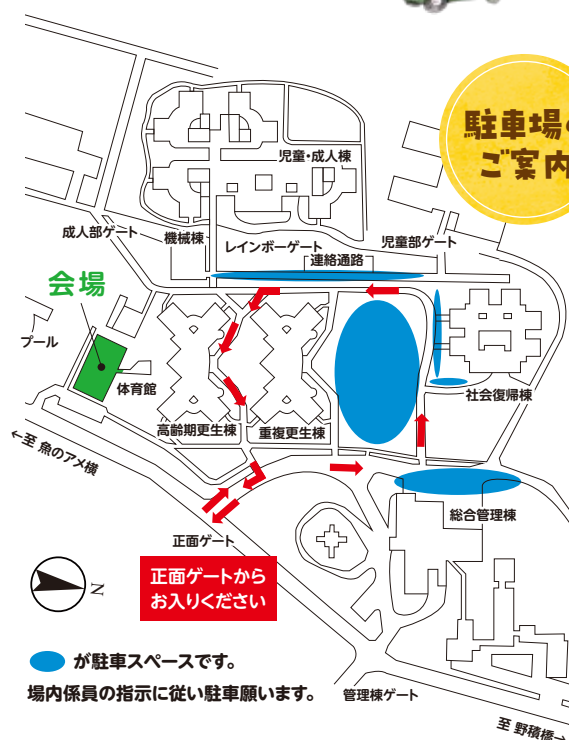 駐車場の
ご案内
児童・成人棟
成人部ゲート
機械棟
レインボーゲート
児童部ゲート
連絡通路
会場
プール
体育館
社会復帰棟
高齢期更生棟
重複更生棟
←至 魚のアメ横
総合管理棟
正面ゲート
N
正面ゲートから
お入りください
が駐車スペースです。
場内係員の指示に従い駐車願います。
管理棟ゲート
至 野積橋→